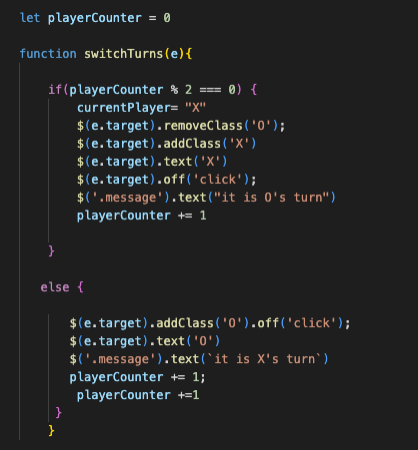 let playerCounter = 0
function switchTurns(e){
if(playerCounter % 2 === 0) {
currentPlayer= "X"
$(e.target).removeClass('O');
$(e.target).addClass('X')
$(e.target).text('X')
$(e.target).off('click');
$('.message').text("it is O's turn")
playerCounter += 1
}
else {
$(e.target).addClass('O').off('click');
$(e.target).text('O')
$('.message').text(`it is X's turn`)
playerCounter += 1;
playerCounter +=1
}
}